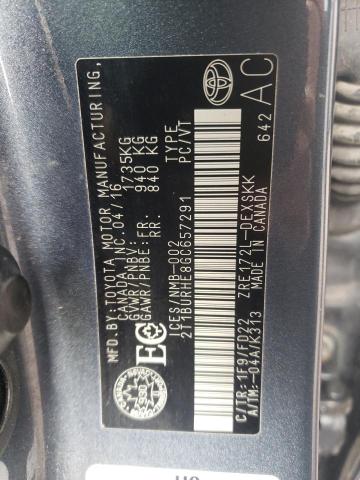 MFD.BY: TOYOTA MOTOR MANUFACTURING,
CANADA INC. 04/16
GVWR/PNBV: 1735KG
GAWR/PNBE: FR. 940 KG
RR. 840 KG
ICES/NMB-002 TYPE
2T1BURHE8GC657291 PC/VT
EC
930
C/TR: 1F9/FD22 ZRE172L-DEXSKK
A/TM: -04A/K313 MADE IN CANADA
642
AC